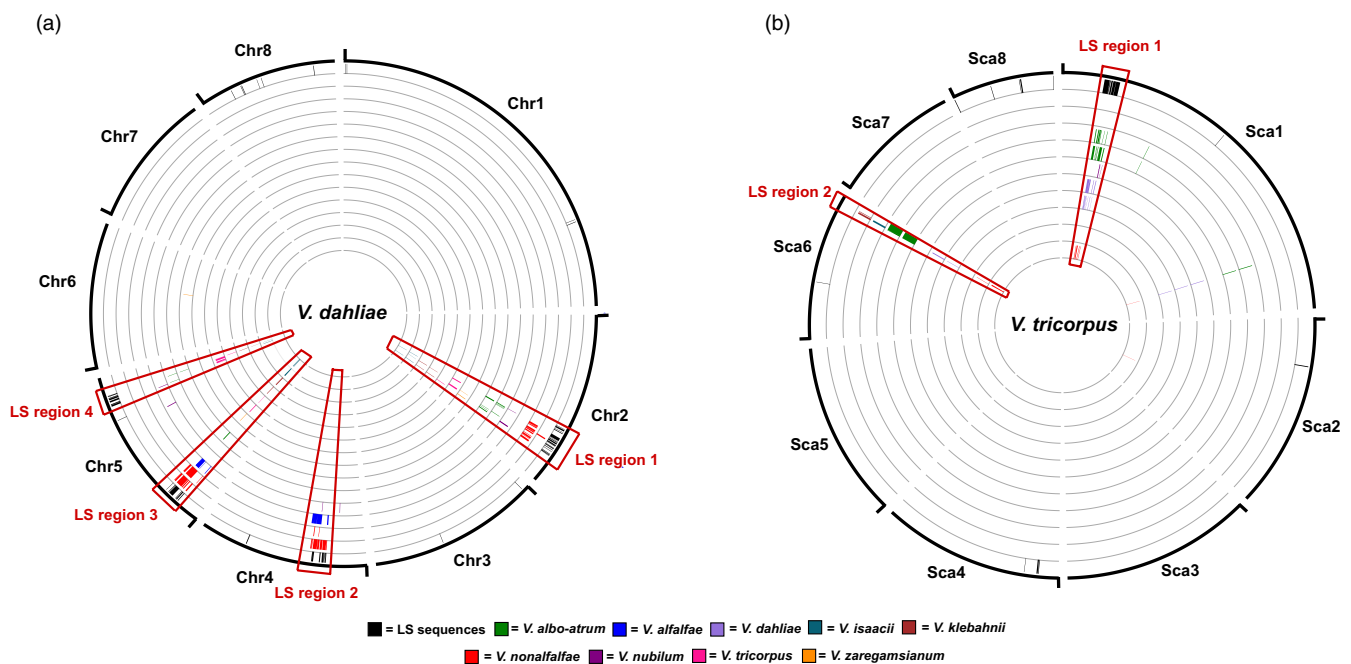 (a)
(b)
Chr8
Chr1
Chr7
Chr6
V. dahliae
Chr2
LS region 4
LS region 1
Chr5
LS region 3
Chr3
Chr4
LS region 2
LS region 1
Sca8
Sca1
Sca7
LS region 2
Sca6
V. tricorpus
Sca2
Sca5
Sca4
Sca3
= LS sequences = V. albo-atrum = V. alfalfae = V. dahliae = V. isaacii = V. klebahnii
= V. nonalfalfae = V. nubilum = V. tricorpus = V. zaregamsianum